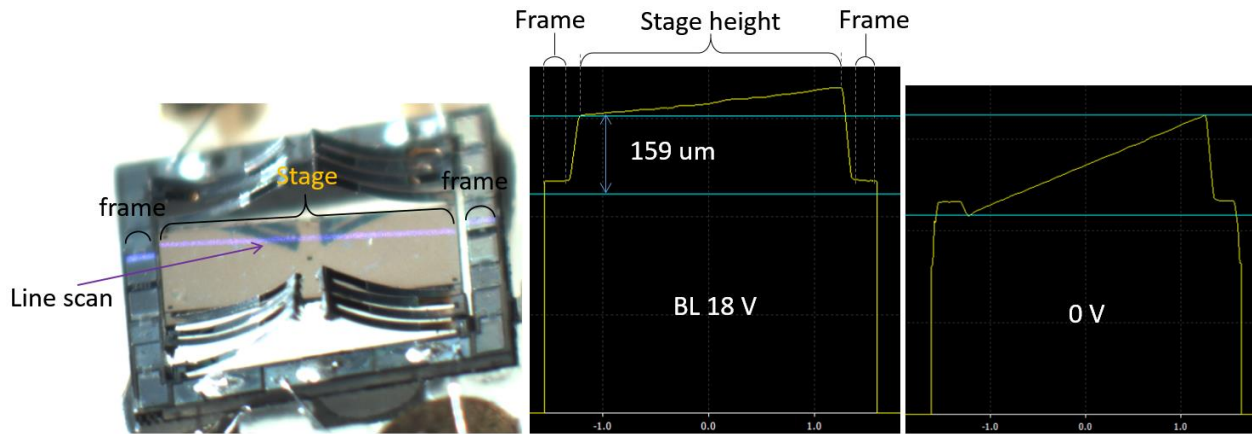 Frame
Stage height
Frame
Stage
frame
frame
159 um
Line scan
BL 18 V
0 V
-1.0
0.0
1.0
-1.0
0.0
1.0